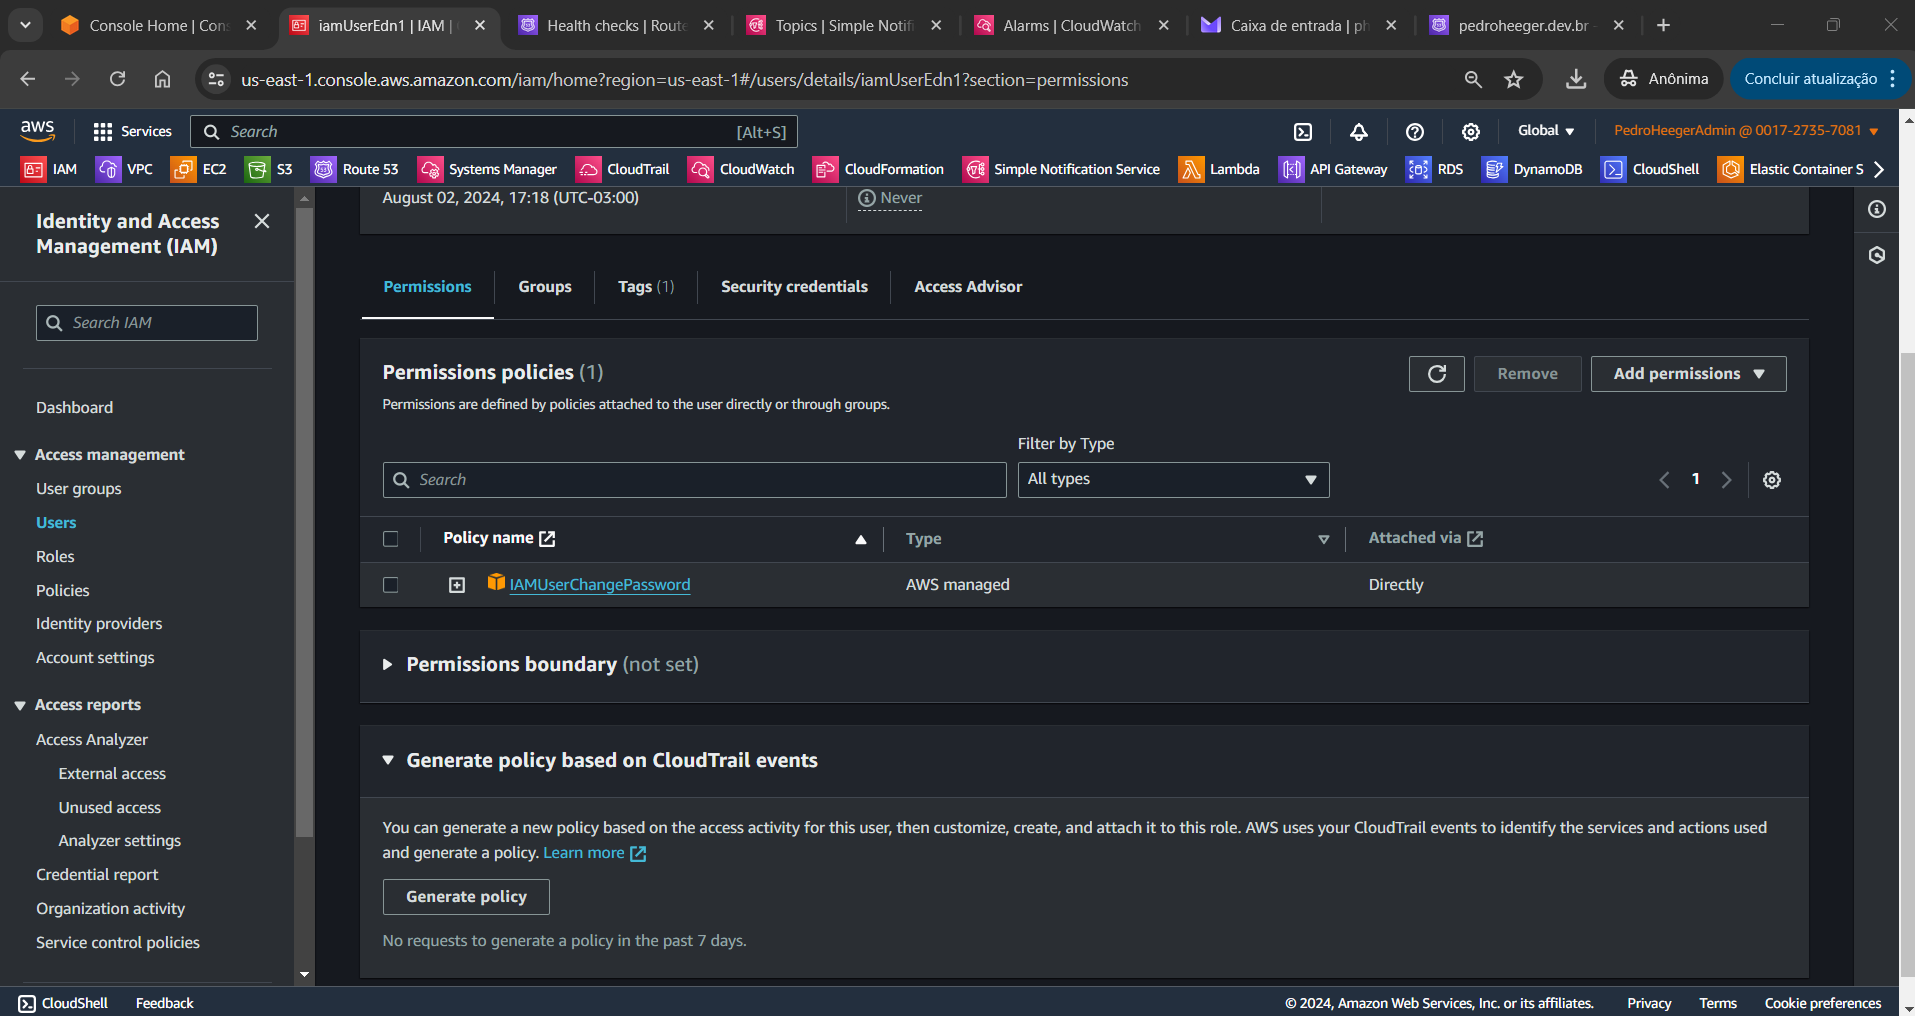 Console Home | Cons
iamUserEdn1 | IAM |
Health checks | Route
Topics | Simple Notifi
Alarms | CloudWatch
Caixa de entrada | ph
pedroheeger.dev.br -
us-east-1.console.aws.amazon.com/iam/home?region=us-east-1#/users/details/iamUserEdn1?section=permissions
Anônima
Concluir atualização
aws
Services
Search
[Alt+S]
Global
PedroHeegerAdmin @ 0017-2735-7081
IAM
VPC
EC2
S3
Route 53
Systems Manager
CloudTrail
CloudWatch
CloudFormation
Simple Notification Service
Lambda
API Gateway
RDS
DynamoDB
CloudShell
Elastic Container S
Identity and Access
Management (IAM)
Search IAM
Dashboard
Access management
User groups
Users
Roles
Policies
Identity providers
Account settings
Access reports
Access Analyzer
External access
Unused access
Analyzer settings
Credential report
Organization activity
Service control policies
August 02, 2024, 17:18 (UTC-03:00)
Never
Permissions
Groups
Tags (1)
Security credentials
Access Advisor
Permissions policies (1)
Permissions are defined by policies attached to the user directly or through groups.
Remove
Add permissions
Filter by Type
Search
All types
1
Policy name
Type
Attached via
IAMUserChangePassword
AWS managed
Directly
Permissions boundary (not set)
Generate policy based on CloudTrail events
You can generate a new policy based on the access activity for this user, then customize, create, and attach it to this role. AWS uses your CloudTrail events to identify the services and actions used
and generate a policy. Learn more
Generate policy
No requests to generate a policy in the past 7 days.
CloudShell
Feedback
© 2024, Amazon Web Services, Inc. or its affiliates.
Privacy
Terms
Cookie preferences